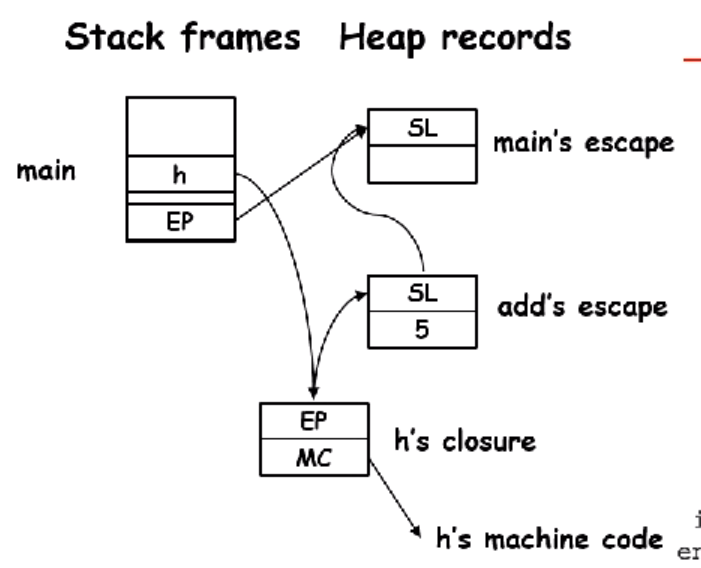 Stack frames Heap records
SL
main's escape
main
h
EP
SL
add's escape
5
EP
h's closure
MC
h's machine code